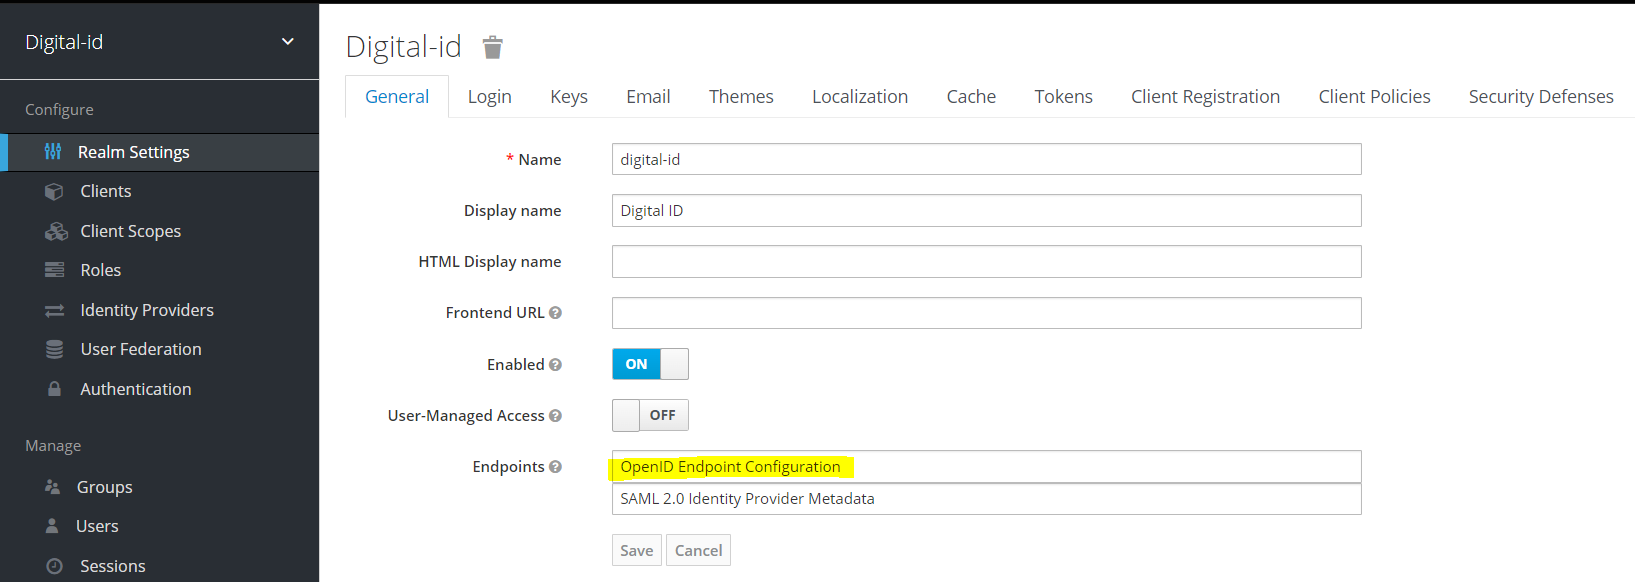 Digital-id
Configure
Realm Settings
Clients
Client Scopes
Roles
Identity Providers
User Federation
Authentication
Manage
Groups
Users
Sessions
Digital-id
General Login Keys Email Themes Localization Cache Tokens Client Registration Client Policies Security Defenses
* Name digital-id
Display name Digital ID
HTML Display name
Frontend URL ?
Enabled ? ON
User-Managed Access ? OFF
Endpoints ? OpenID Endpoint Configuration
SAML 2.0 Identity Provider Metadata
Save Cancel